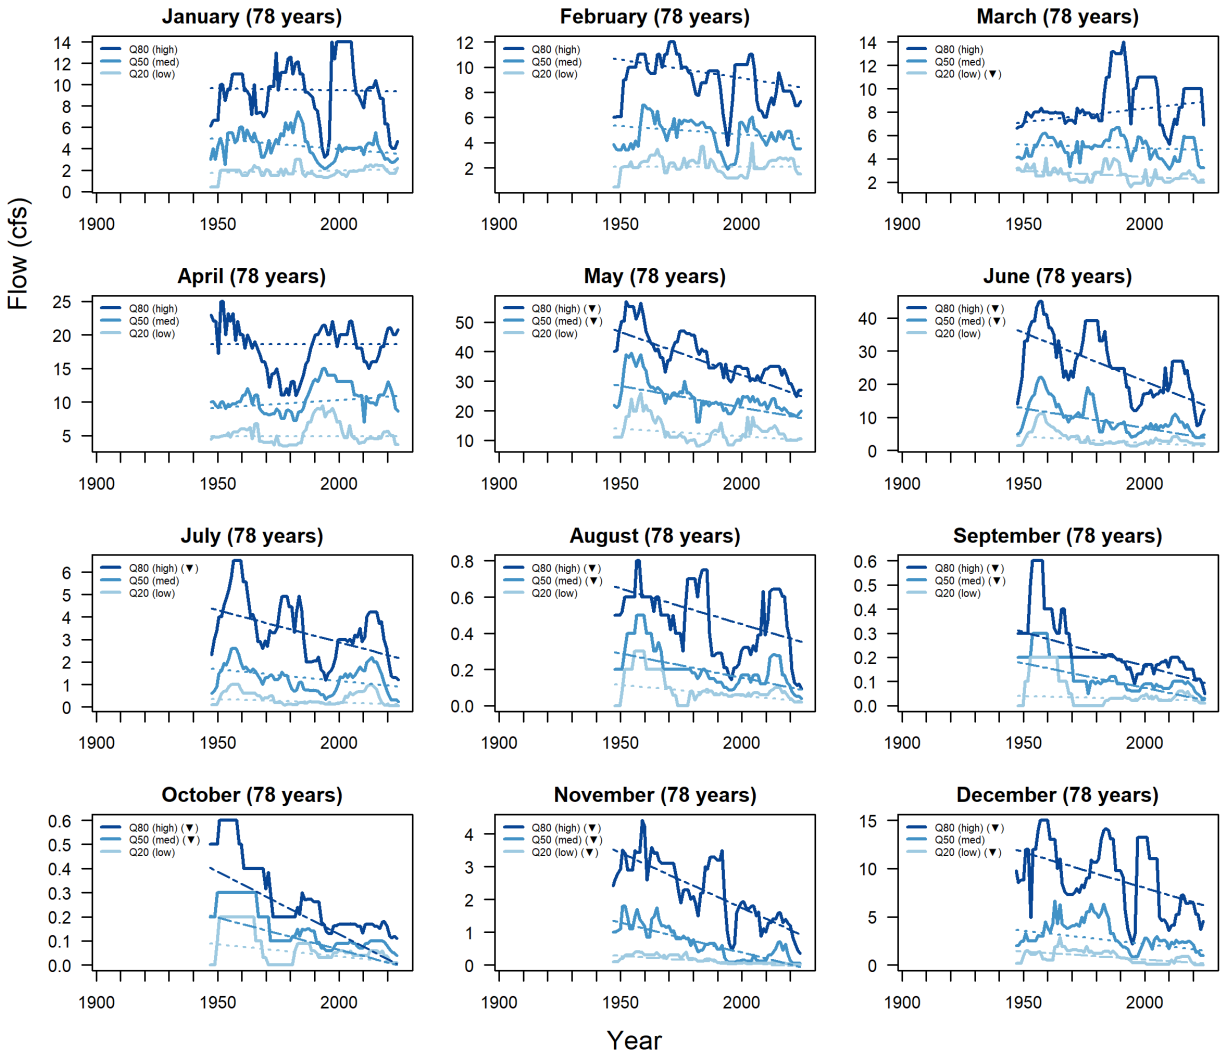 January (78 years)
14
12
10
8
6
4
2
0
Q80 (high)
Q50 (med)
Q20 (low)
1900
1950
2000
February (78 years)
12
10
8
6
4
2
Q80 (high)
Q50 (med)
Q20 (low)
1900
1950
2000
March (78 years)
14
12
10
8
6
4
2
Q80 (high)
Q50 (med)
Q20 (low) (▼)
1900
1950
2000
Flow (cfs)
April (78 years)
25
20
15
10
5
Q80 (high)
Q50 (med)
Q20 (low)
1900
1950
2000
May (78 years)
50
40
30
20
10
Q80 (high) (▼)
Q50 (med) (▼)
Q20 (low)
1900
1950
2000
June (78 years)
40
30
20
10
0
Q80 (high) (▼)
Q50 (med) (▼)
Q20 (low)
1900
1950
2000
July (78 years)
6
5
4
3
2
1
0
Q80 (high) (▼)
Q50 (med)
Q20 (low)
1900
1950
2000
August (78 years)
0.8
0.6
0.4
0.2
0.0
Q80 (high) (▼)
Q50 (med) (▼)
Q20 (low)
1900
1950
2000
September (78 years)
0.6
0.5
0.4
0.3
0.2
0.1
0.0
Q80 (high) (▼)
Q50 (med) (▼)
Q20 (low)
1900
1950
2000
October (78 years)
0.6
0.5
0.4
0.3
0.2
0.1
0.0
Q80 (high) (▼)
Q50 (med) (▼)
Q20 (low)
1900
1950
2000
November (78 years)
4
3
2
1
0
Q80 (high) (▼)
Q50 (med) (▼)
Q20 (low) (▼)
1900
1950
2000
December (78 years)
15
10
5
0
Q80 (high) (▼)
Q50 (med)
Q20 (low) (▼)
1900
1950
2000
Year